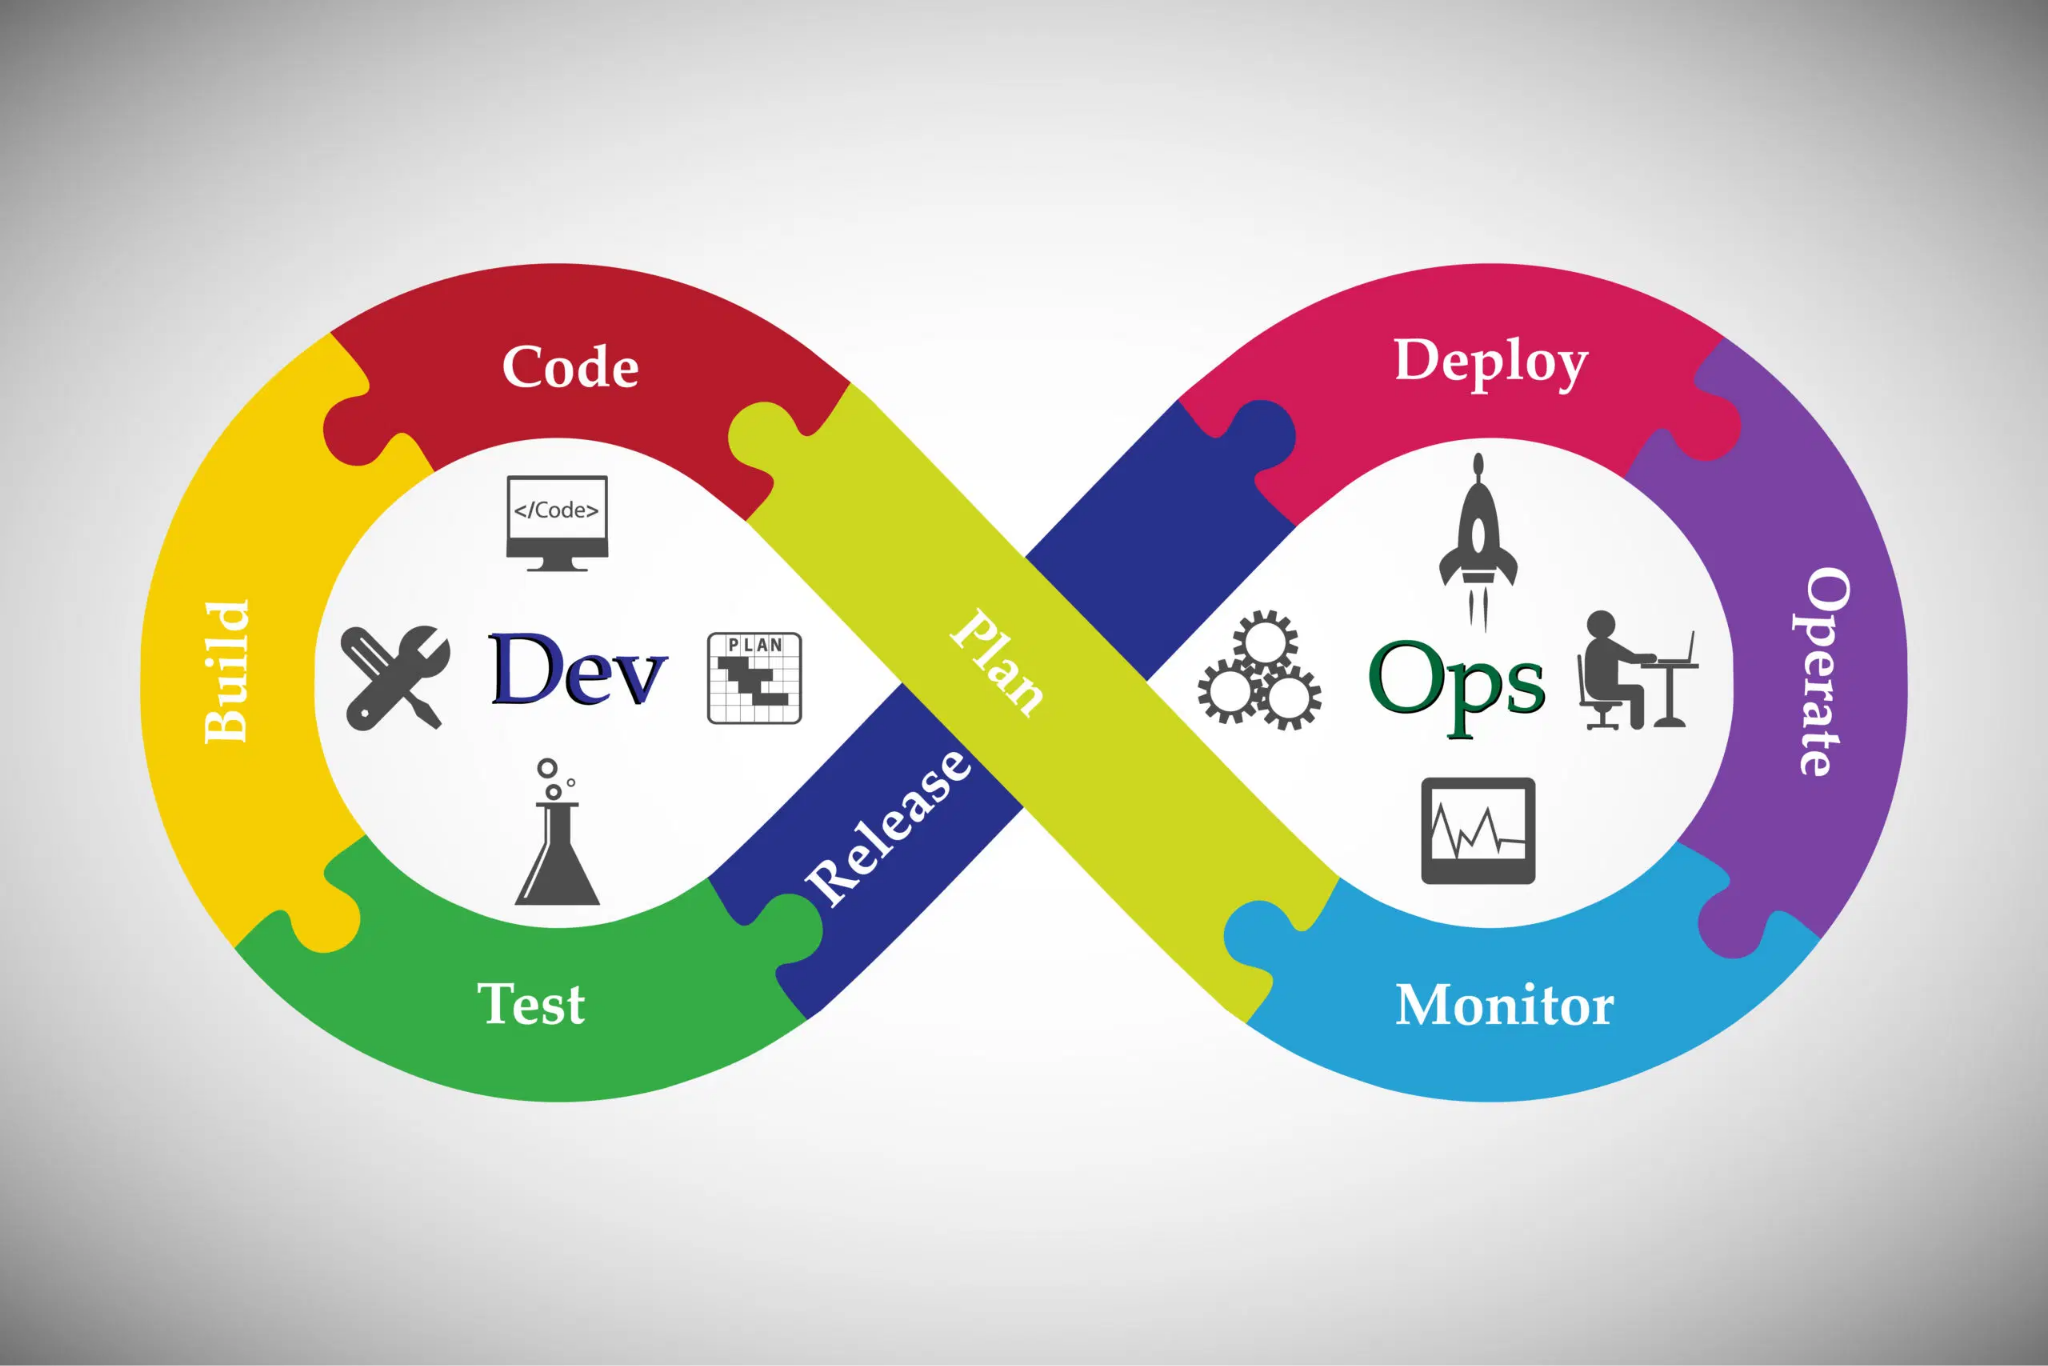 Code
Deploy
</Code>
Build
Dev
PLAN
Plan
Ops
Operate
Release
Test
Monitor